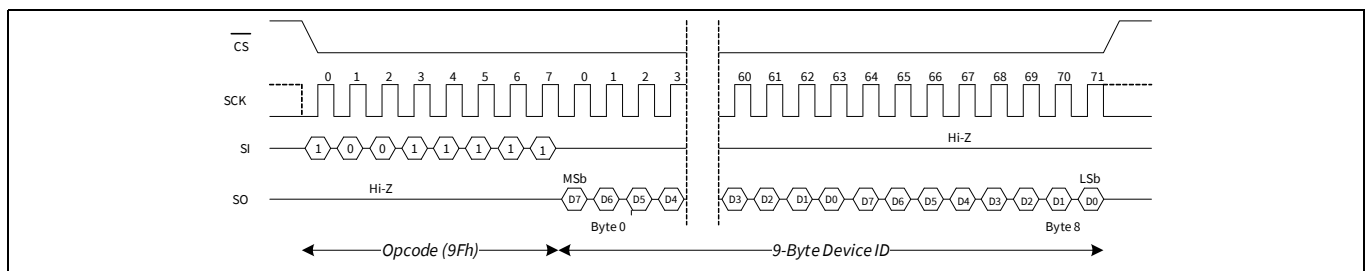 CS
0 1 2 3 4 5 6 7 0 1 2 3 60 61 62 63 64 65 66 67 68 69 70 71
SCK
Hi-Z
SI 1 0 0 1 1 1 1 1
MSb LSb
Hi-Z
SO D7 D6 D5 D4 D3 D2 D1 D0 D7 D6 D5 D4 D3 D2 D1 D0
Byte 0 Byte 8
Opcode (9Fh) 9-Byte Device ID